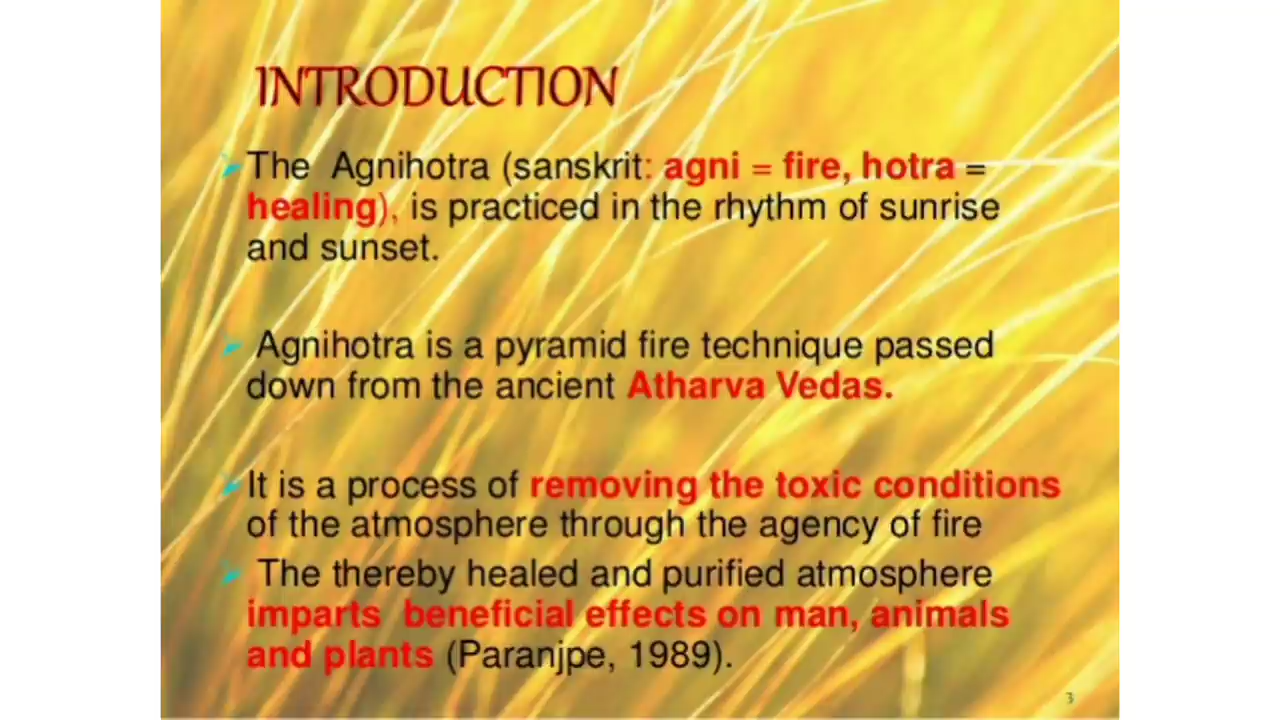 INTRODUCTION
The Agnihotra (sanskrit: agni = fire, hotra =
healing), is practiced in the rhythm of sunrise
and sunset.
Agnihotra is a pyramid fire technique passed
down from the ancient Atharva Vedas.
It is a process of removing the toxic conditions
of the atmosphere through the agency of fire
The thereby healed and purified atmosphere
imparts beneficial effects on man, animals
and plants (Paranjpe, 1989).
3